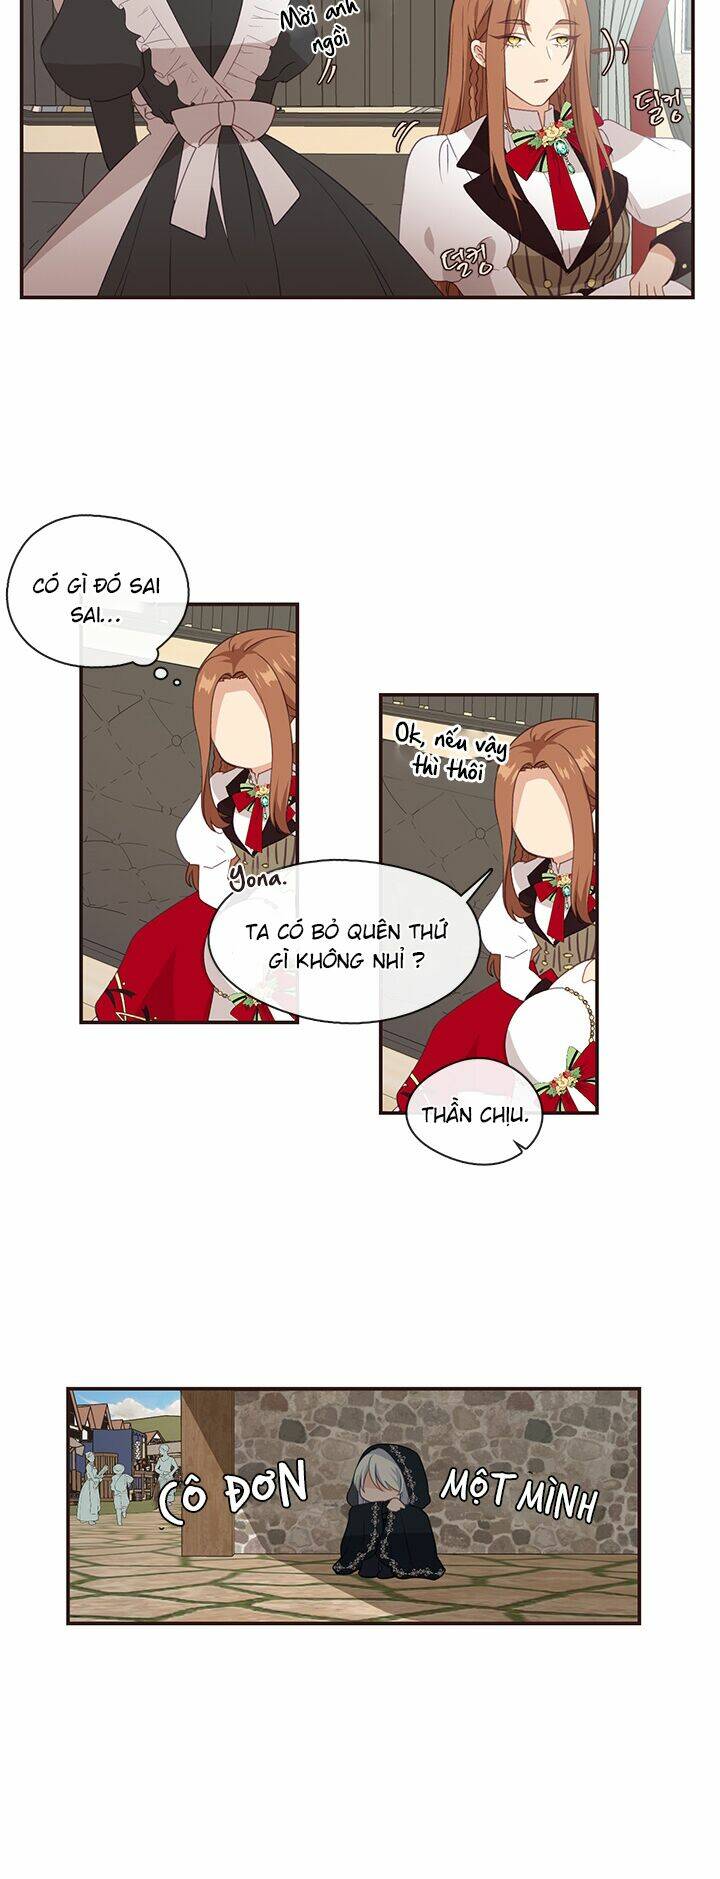 Mời anh
ngồi
덜컹
덜컹
CÓ GÌ ĐÓ SAI
SAI...
Ok, nếu vậy
thì thôi
Yona.
TA CÓ BỎ QUÊN THỨ
GÌ KHÔNG NHỈ ?
THẦN CHỊU.
CÔ ĐƠN
MỘT MÌNH